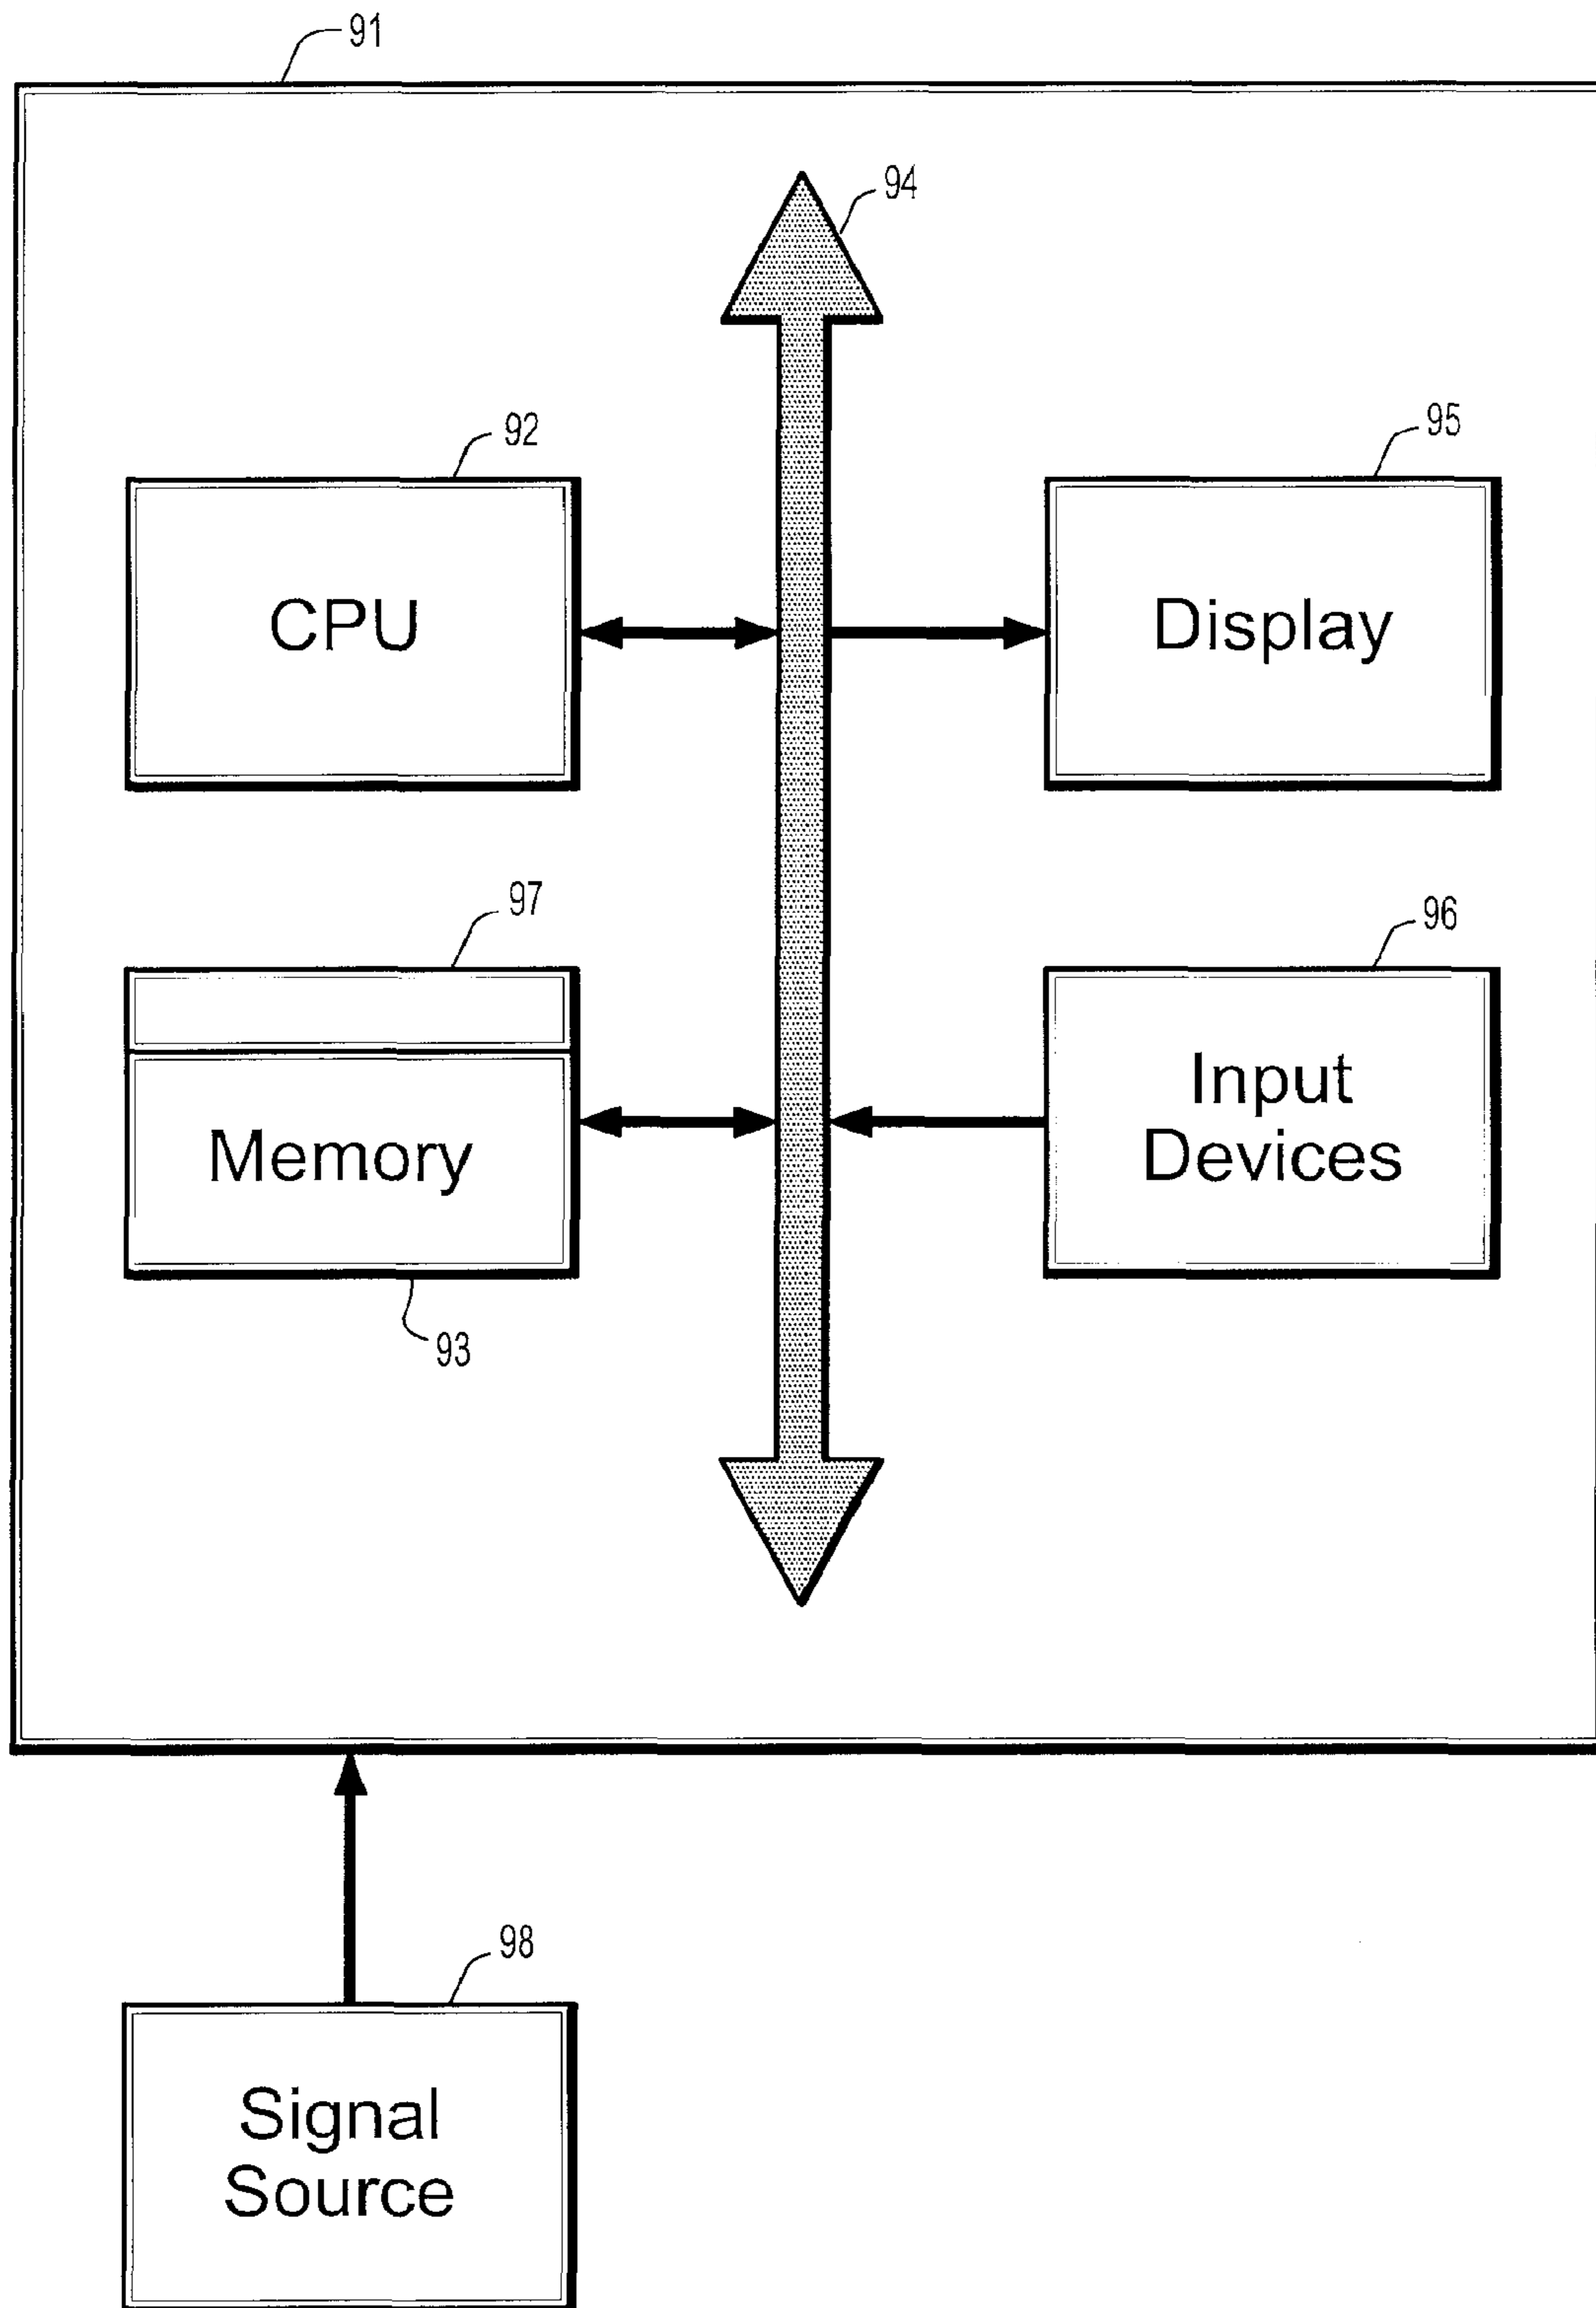 91
94
92
95
CPU
Display
97
96
Input
Devices
Memory
93
98
Signal
Source